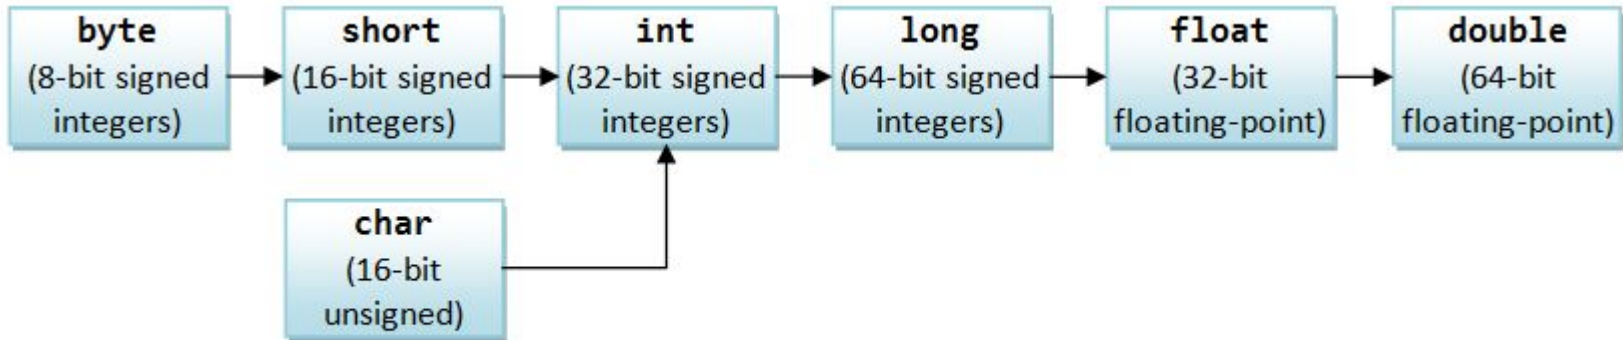 byte
(8-bit signed
integers)
short
(16-bit signed
integers)
int
(32-bit signed
integers)
long
(64-bit signed
integers)
float
(32-bit
floating-point)
double
(64-bit
floating-point)
char
(16-bit
unsigned)